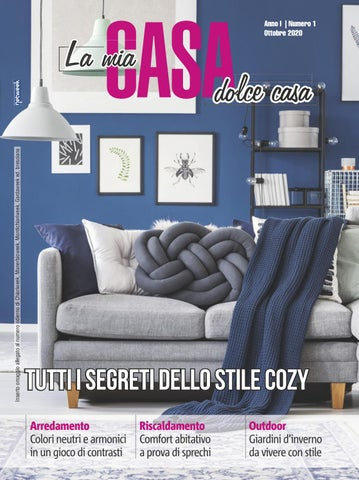 Anno I | Numero 1
Ottobre 2020
La mia
CASA
dolce casa
netweek
TUTTI I SEGRETI DELLO STILE COZY
Arredamento
Colori neutri e armonici
in un gioco di contrasti
Riscaldamento
Comfort abitativo
a prova di sprechi
Outdoor
Giardini d'inverno
da vivere con stile